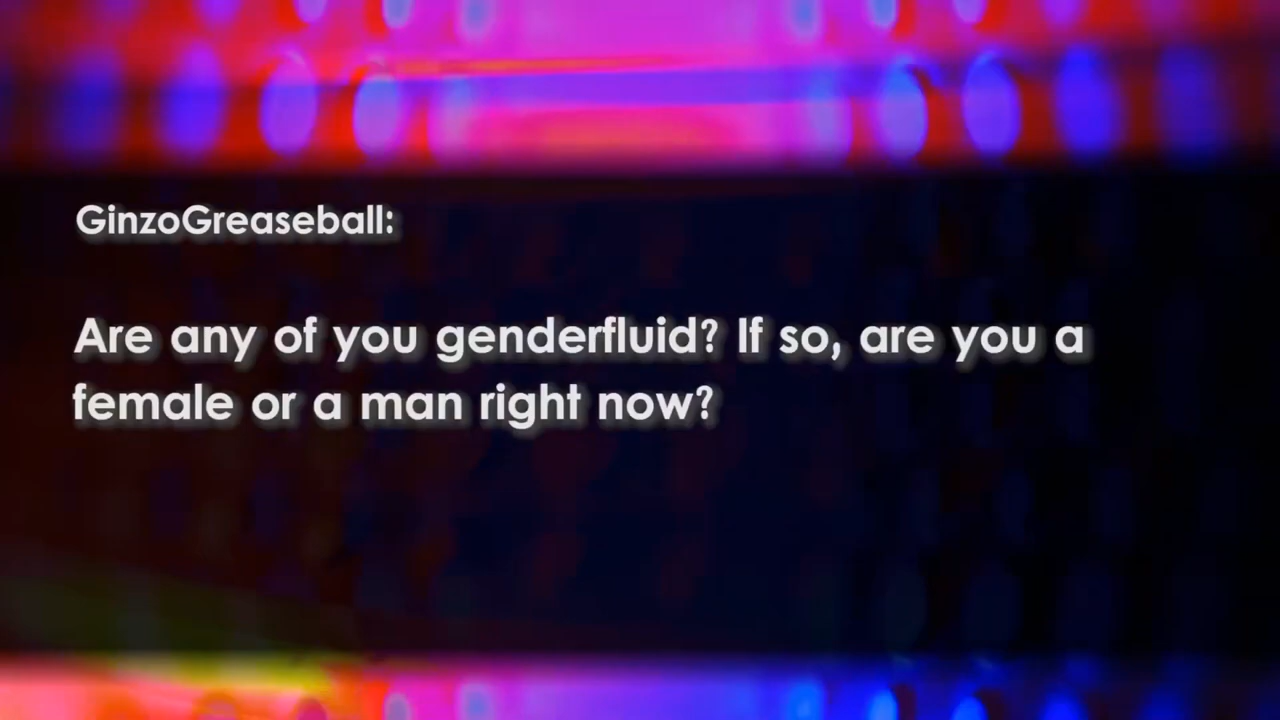 GinzoGreaseball:
Are any of you genderfluid? If so, are you a
female or a man right now?